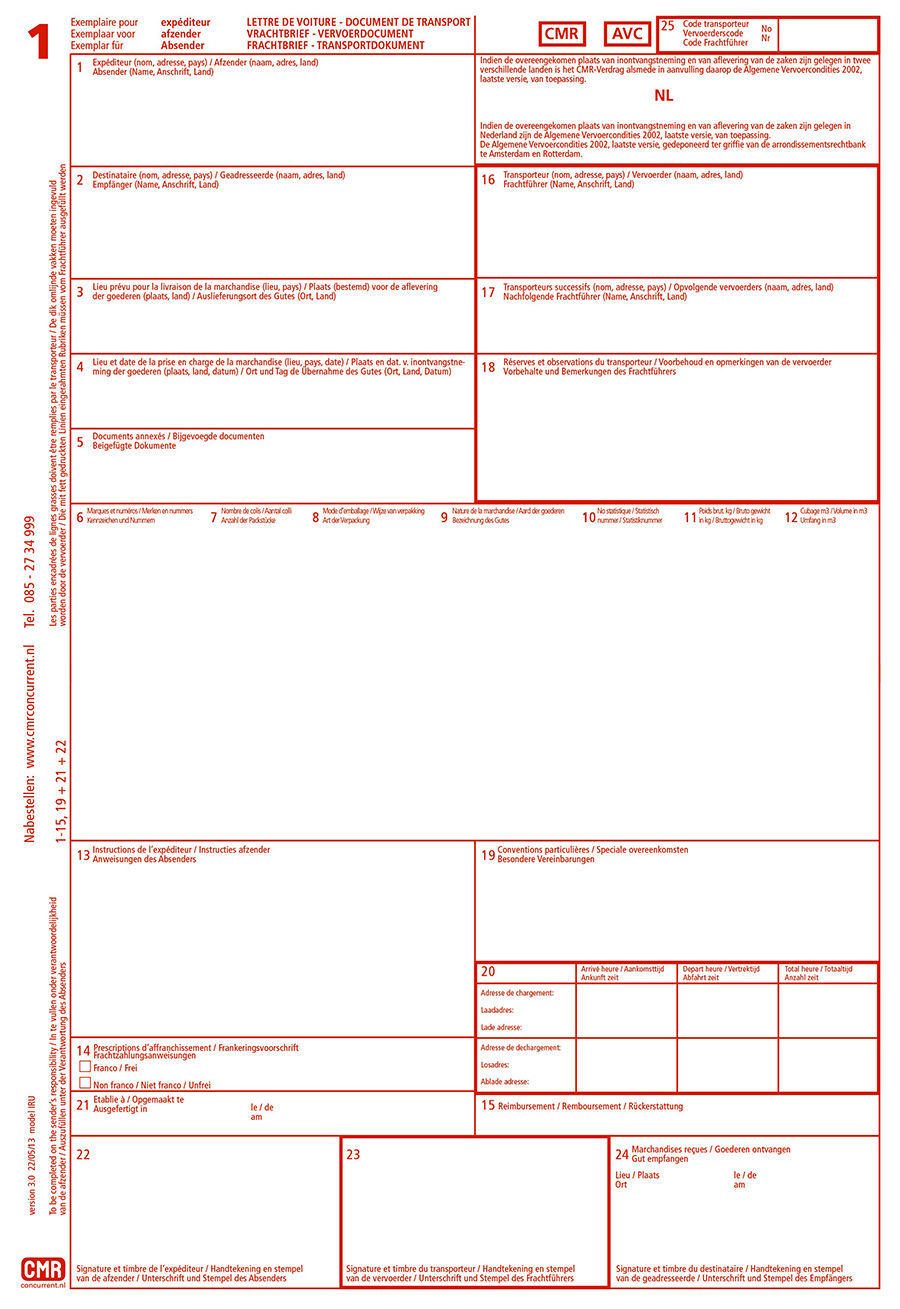 1
Exemplaire pour expéditeur
Exemplaar voor afzender
Exemplar für Absender
LETTRE DE VOITURE - DOCUMENT DE TRANSPORT
VRACHTBRIEF - VERVOERDOCUMENT
FRACHTBRIEF - TRANSPORTDOKUMENT
CMR
AVC
25 Code transporteur No
Vervoerderscode Nr
Code Frachtführer
1 Expéditeur (nom, adresse, pays) / Afzender (naam, adres, land)
Absender (Name, Anschrift, Land)
Indien de overeengekomen plaats van inontvangstneming en van aflevering van de zaken zijn gelegen in twee
verschillende landen is het CMR-Verdrag alsmede in aanvulling daarop de Algemene Vervoercondities 2002,
laatste versie, van toepassing.
NL
Indien de overeengekomen plaats van inontvangstneming en van aflevering van de zaken zijn gelegen in
Nederland zijn de Algemene Vervoercondities 2002, laatste versie, van toepassing.
De Algemene Vervoercondities 2002, laatste versie, gedeponeerd ter griffie van de arrondissementsrechtbank
te Amsterdam en Rotterdam.
2 Destinataire (nom, adresse, pays) / Geadresseerde (naam, adres, land)
Empfänger (Name, Anschrift, Land)
16 Transporteur (nom, adresse, pays) / Vervoerder (naam, adres, land)
Frachtführer (Name, Anschrift, Land)
3 Lieu prévu pour la livraison de la marchandise (lieu, pays) / Plaats (bestemd) voor de aflevering
der goederen (plaats, land) / Auslieferungsort des Gutes (Ort, Land)
17 Transporteurs successifs (nom, adresse, pays) / Opvolgende vervoerders (naam, adres, land)
Nachfolgende Frachtführer (Name, Anschrift, Land)
4 Lieu et date de la prise en charge de la marchandise (lieu, pays, date) / Plaats en dat. v. inontvangstne-
ming der goederen (plaats, land, datum) / Ort und Tag de Übernahme des Gutes (Ort, Land, Datum)
18 Réserves et observations du transporteur / Voorbehoud en opmerkingen van de vervoerder
Vorbehalte und Bemerkungen des Frachtführers
5 Documents annexés / Bijgevoegde documenten
Beigefügte Dokumente
6 Marques et numéros / Merken en nummers
Kennzeichen und Nummern
7 Nombre de colis / Aantal colli
Anzahl der Packstücke
8 Mode d'emballage / Wijze van verpakking
Art der Verpackung
9 Nature de la marchandise / Aard der goederen
Bezeichnung des Gutes
10 No statistique / Statistisch
nummer / Statistiknummer
11 Poids brut. kg / Bruto gewicht
in kg / Bruttogewicht in kg
12 Cubage m3 / Volume in m3
Umfang in m3
13 Instructions de l'expéditeur / Instructies afzender
Anweisungen des Absenders
19 Conventions particulières / Speciale overeenkomsten
Besondere Vereinbarungen
20 Arrivé heure / Aankomsttijd
Ankunft zeit
Depart heure / Vertrektijd
Abfahrt zeit
Total heure / Totaaltijd
Anzahl zeit
Adresse de chargement:
Laadadres:
Lade adresse:
Adresse de dechargement:
Losadres:
Ablade adresse:
14 Prescriptions d'affranchissement / Frankeringsvoorschrift
Frachtzahlungsanweisungen
Franco / Frei
Non franco / Niet franco / Unfrei
21 Etablie à / Opgemaakt te
Ausgefertigt in
le / de
am
15 Reimbursement / Remboursement / Rückerstattung
22
Signature et timbre de l'expéditeur / Handtekening en stempel
van de afzender / Unterschrift und Stempel des Absenders
23
Signature et timbre du transporteur / Handtekening en stempel
van de vervoerder / Unterschrift und Stempel des Frachtführers
24 Marchandises reçues / Goederen ontvangen
Gut empfangen
Lieu / Plaats le / de
Ort am
Signature et timbre du destinataire / Handtekening en stempel
van de geadresseerde / Unterschrift und Stempel des Empfängers
Les parties encadrées de lignes grasses doivent être remplies par le transporteur / De dik omlijnde vakken moeten ingevuld
worden door de vervoerder / Die mit fett gedruckten Linien eingerahmten Rubriken müssen vom Frachtführer ausgefüllt werden
Nabestellen: www.cmrconcurrent.nl Tel. 085 - 27 34 999
1-15, 19 + 21 + 22
To be completed on the sender's responsibility / In te vullen onder verantwoordelijkheid
van de afzender / Auszufüllen unter der Verantwortung des Absenders
version 3.0 22/05/13 model IRU
CMR
concurrent.nl